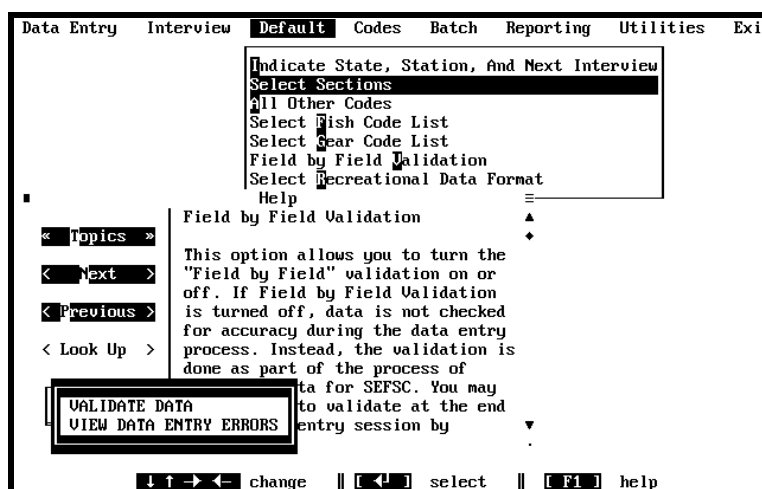 Data Entry Interview Default Codes Batch Reporting Utilities Exi
Indicate State, Station, And Next Interview
Select Sections
All Other Codes
Select Fish Code List
Select Gear Code List
Field by Field Validation
Select Recreational Data Format
Help
Field by Field Validation
« Topics »
< Next >
< Previous >
< Look Up >
This option allows you to turn the
"Field by Field" validation on or
off. If Field by Field Validation
is turned off, data is not checked
for accuracy during the data entry
process. Instead, the validation is
done as part of the process of
ta for SEFSC. You may
to validate at the end
entry session by
VALIDATE DATA
VIEW DATA ENTRY ERRORS
↓ ↑ → ← change ‖ [ ↵ ] select ‖ [ F1 ] help